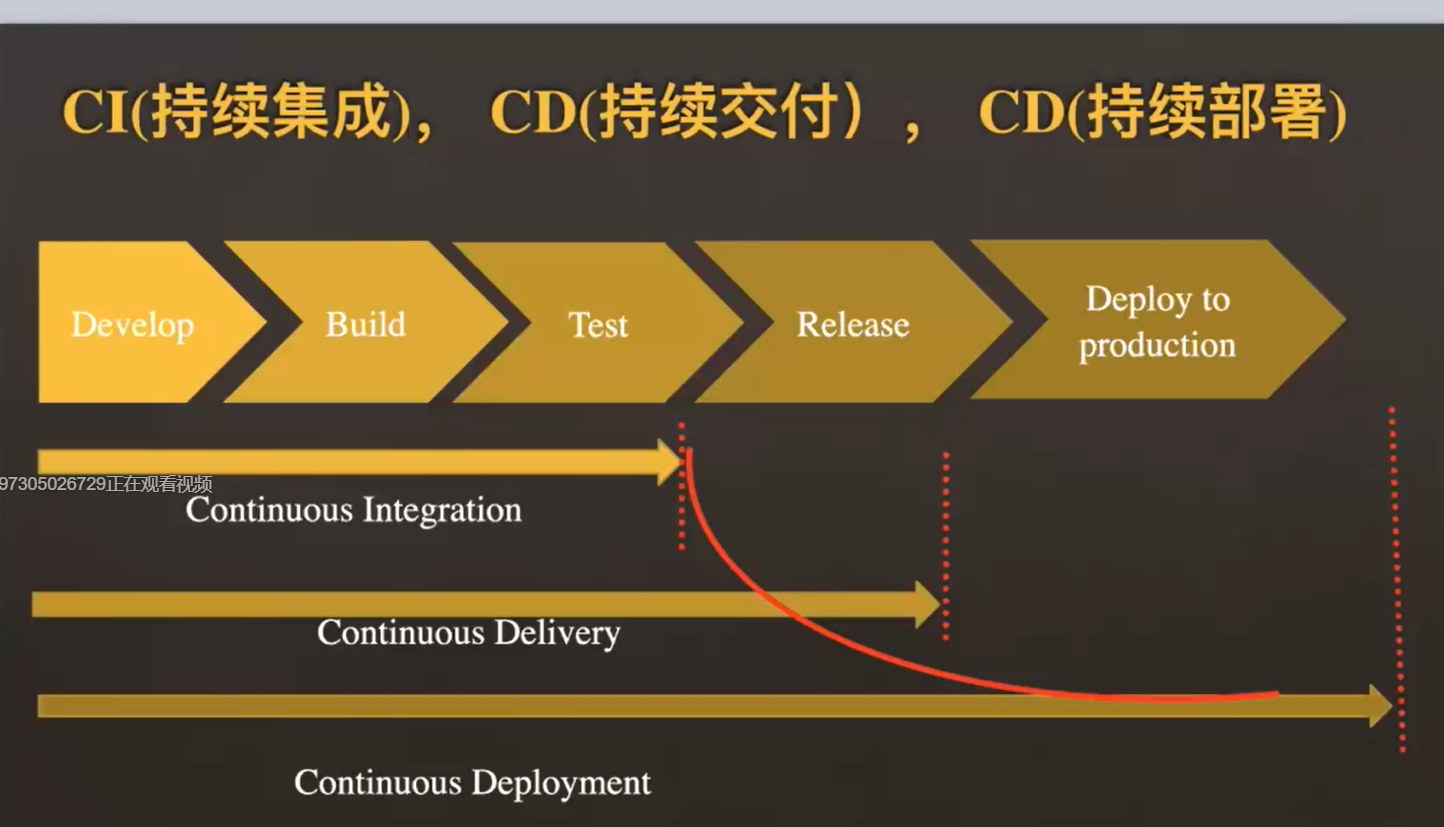 CI(持续集成)， CD(持续交付）， CD(持续部署)
Develop
Build
Test
Release
Deploy to
production
97305026729正在观看视频
Continuous Integration
Continuous Delivery
Continuous Deployment